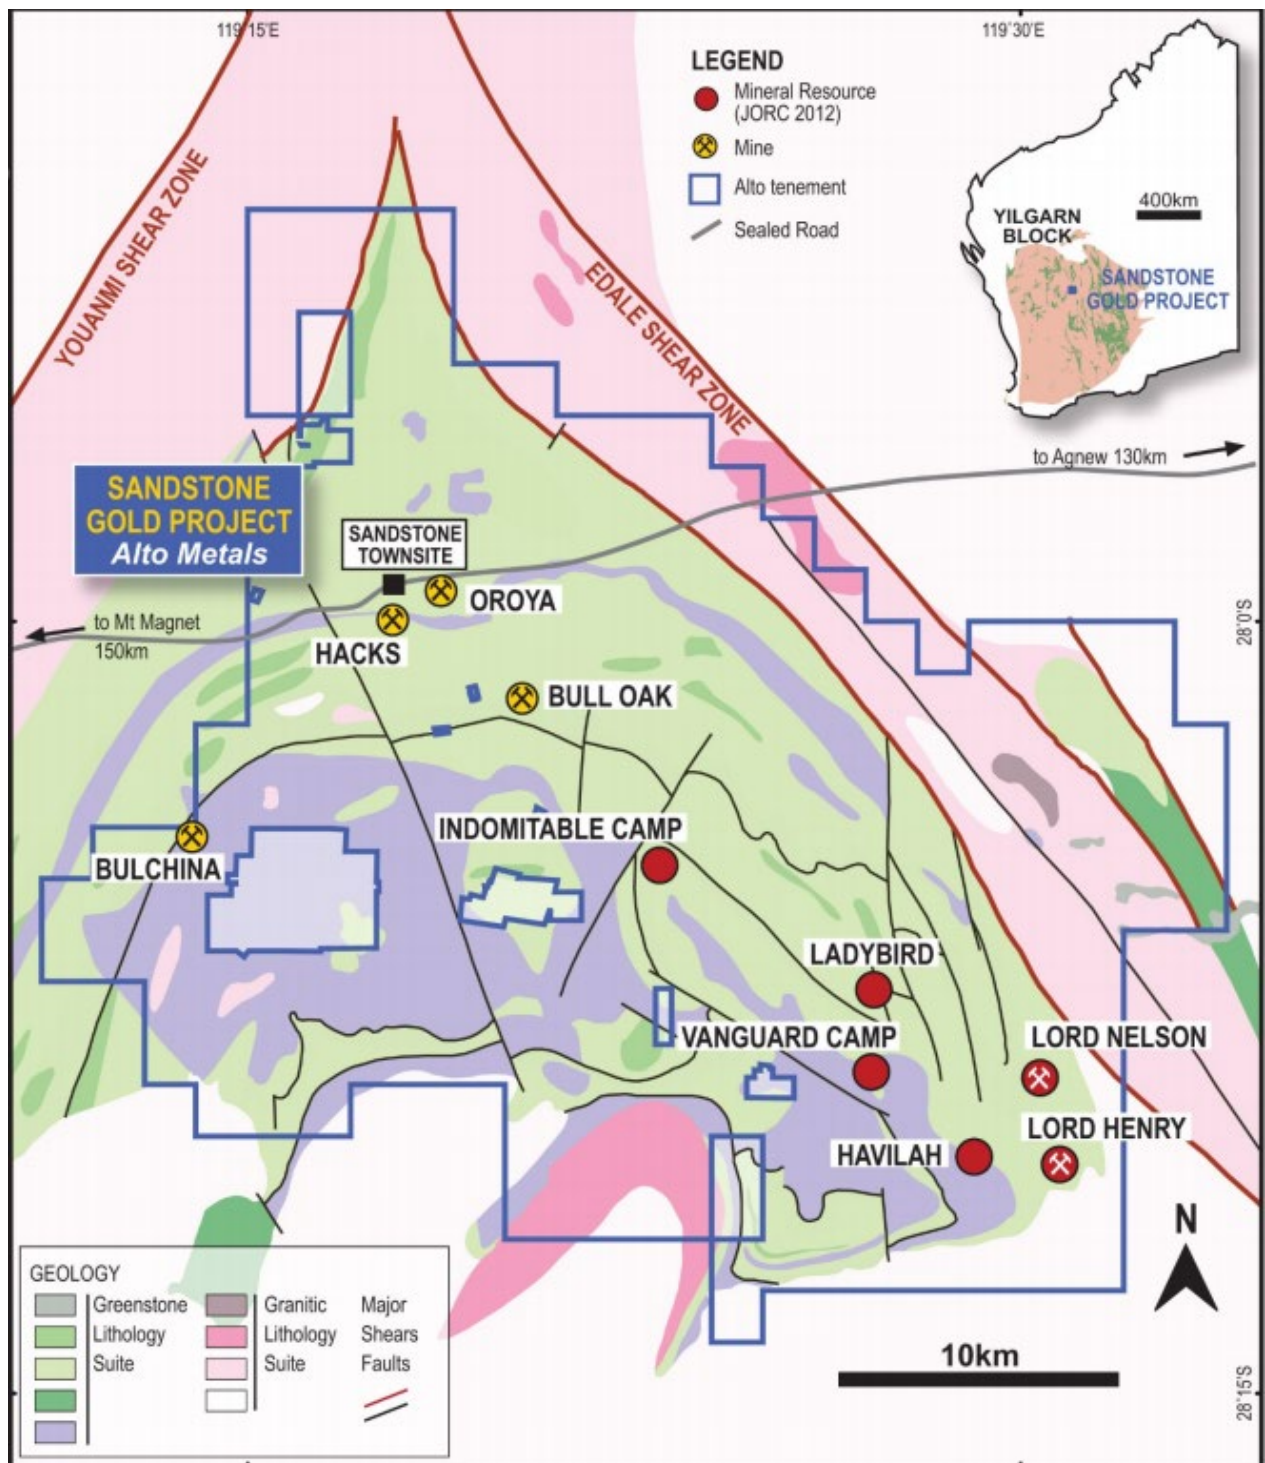 119°15'E
119°30'E
LEGEND
Mineral Resource
(JORC 2012)
Mine
Alto tenement
Sealed Road
400km
YILGARN
BLOCK
SANDSTONE
GOLD PROJECT
YOUANMI SHEAR ZONE
EDALE SHEAR ZONE
to Agnew 130km
SANDSTONE
GOLD PROJECT
Alto Metals
SANDSTONE
TOWNSITE
OROYA
to Mt Magnet
150km
HACKS
28°0'S
BULL OAK
INDOMITABLE CAMP
BULCHINA
LADYBIRD
VANGUARD CAMP
LORD NELSON
LORD HENRY
HAVILAH
N
GEOLOGY
Greenstone
Lithology
Suite
Granitic
Lithology
Suite
Major
Shears
Faults
10km
28°15'S